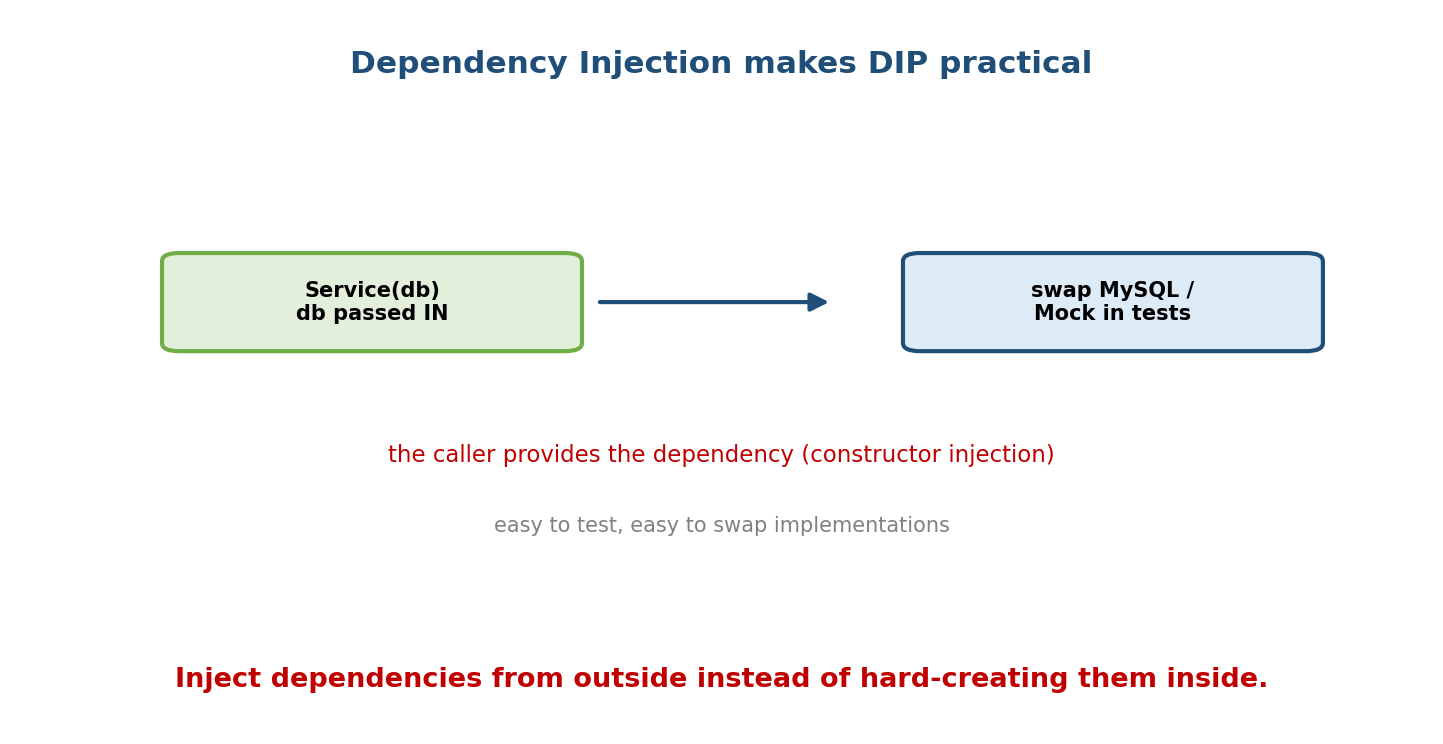 Dependency Injection makes DIP practical
Service(db)
db passed IN
swap MySQL /
Mock in tests
the caller provides the dependency (constructor injection)
easy to test, easy to swap implementations
Inject dependencies from outside instead of hard-creating them inside.